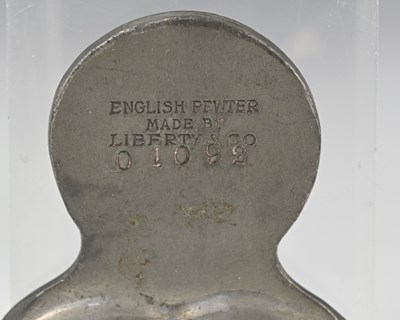 ENGLISH PEWTER
MADE BY
LIBERTY & CO
01092